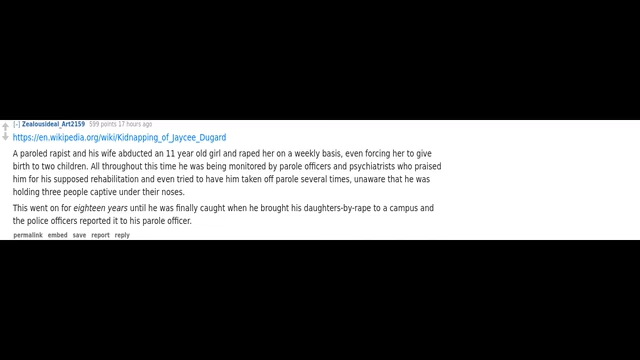 [-] Zealousideal_Art2159 599 points 17 hours ago
https://en.wikipedia.org/wiki/Kidnapping_of_Jaycee_Dugard
A paroled rapist and his wife abducted an 11 year old girl and raped her on a weekly basis, even forcing her to give
birth to two children. All throughout this time he was being monitored by parole officers and psychiatrists who praised
him for his supposed rehabilitation and even tried to have him taken off parole several times, unaware that he was
holding three people captive under their noses.
This went on for eighteen years until he was finally caught when he brought his daughters-by-rape to a campus and
the police officers reported it to his parole officer.
permalink embed save report reply